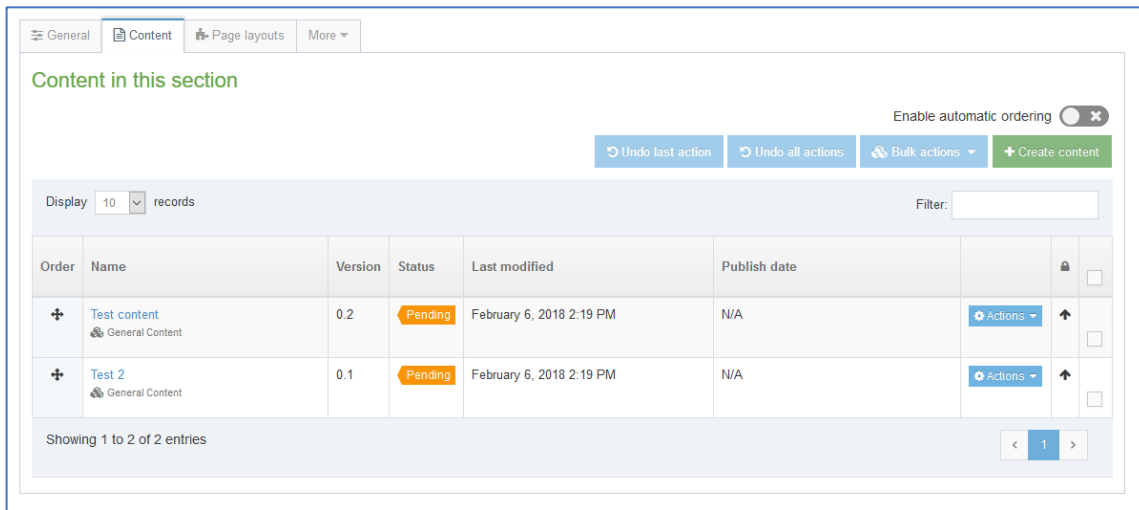 General Content Page layouts More
Content in this section
Enable automatic ordering
Undo last action Undo all actions Bulk actions Create content
Display 10 records Filter:
Order Name Version Status Last modified Publish date
Test content 0.2 Pending February 6, 2018 2:19 PM N/A Actions
General Content
Test 2 0.1 Pending February 6, 2018 2:19 PM N/A Actions
General Content
Showing 1 to 2 of 2 entries < 1 >